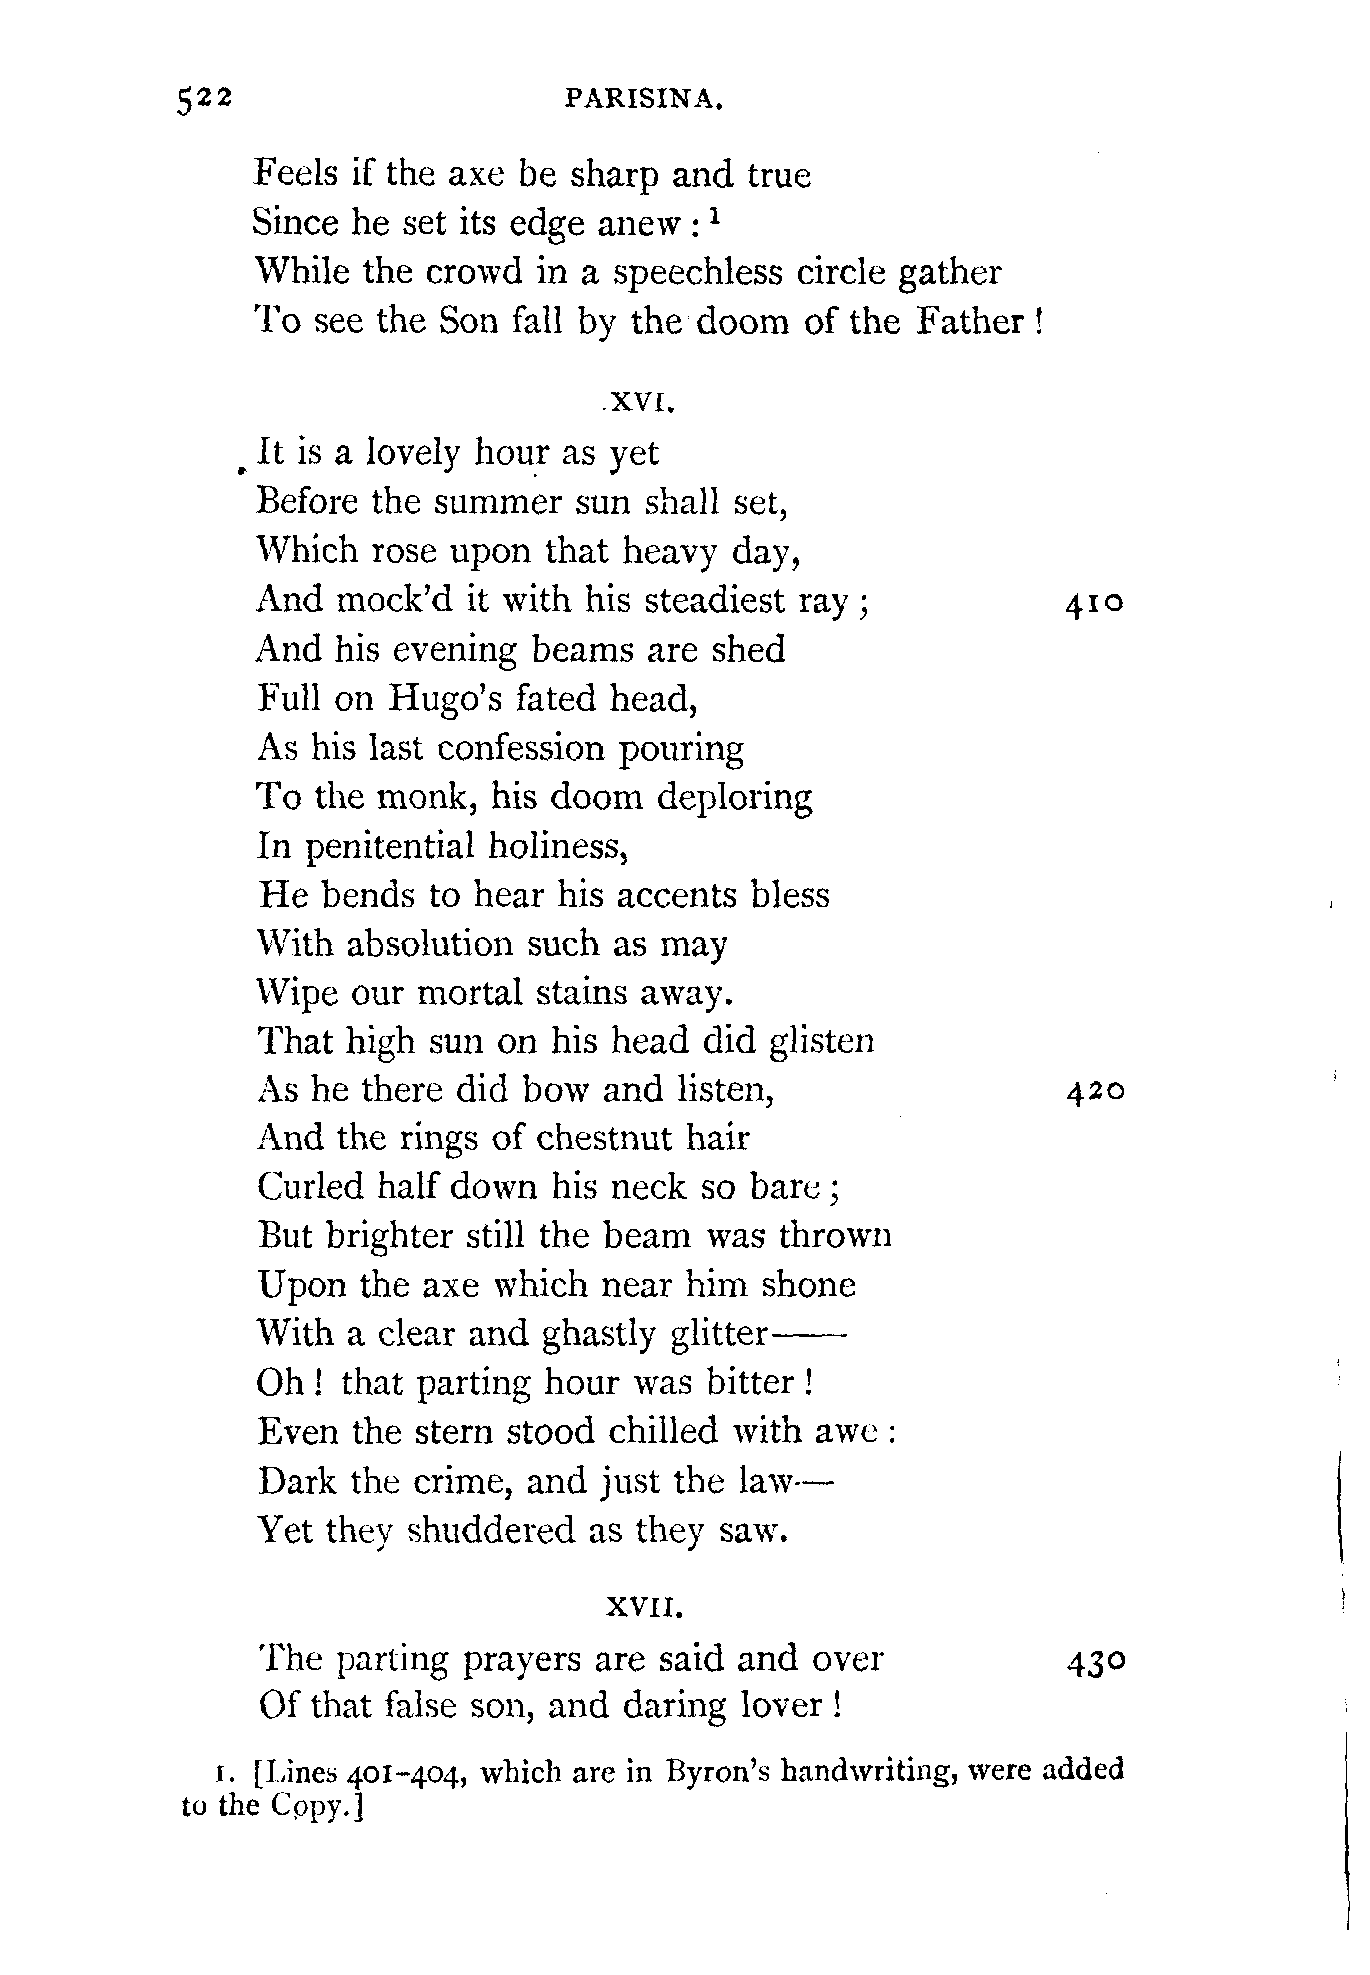 522 PARISINA.
Feels if the axe be sharp and true
Since he set its edge anew : ¹
While the crowd in a speechless circle gather
To see the Son fall by the doom of the Father !
XVI.
It is a lovely hour as yet
Before the summer sun shall set,
Which rose upon that heavy day,
And mock'd it with his steadiest ray ; 410
And his evening beams are shed
Full on Hugo's fated head,
As his last confession pouring
To the monk, his doom deploring
In penitential holiness,
He bends to hear his accents bless
With absolution such as may
Wipe our mortal stains away.
That high sun on his head did glisten
As he there did bow and listen, 420
And the rings of chestnut hair
Curled half down his neck so bare ;
But brighter still the beam was thrown
Upon the axe which near him shone
With a clear and ghastly glitter——
Oh ! that parting hour was bitter !
Even the stern stood chilled with awe :
Dark the crime, and just the law—
Yet they shuddered as they saw.
XVII.
The parting prayers are said and over 430
Of that false son, and daring lover !
1. [Lines 401-404, which are in Byron's handwriting, were added
to the Copy.]